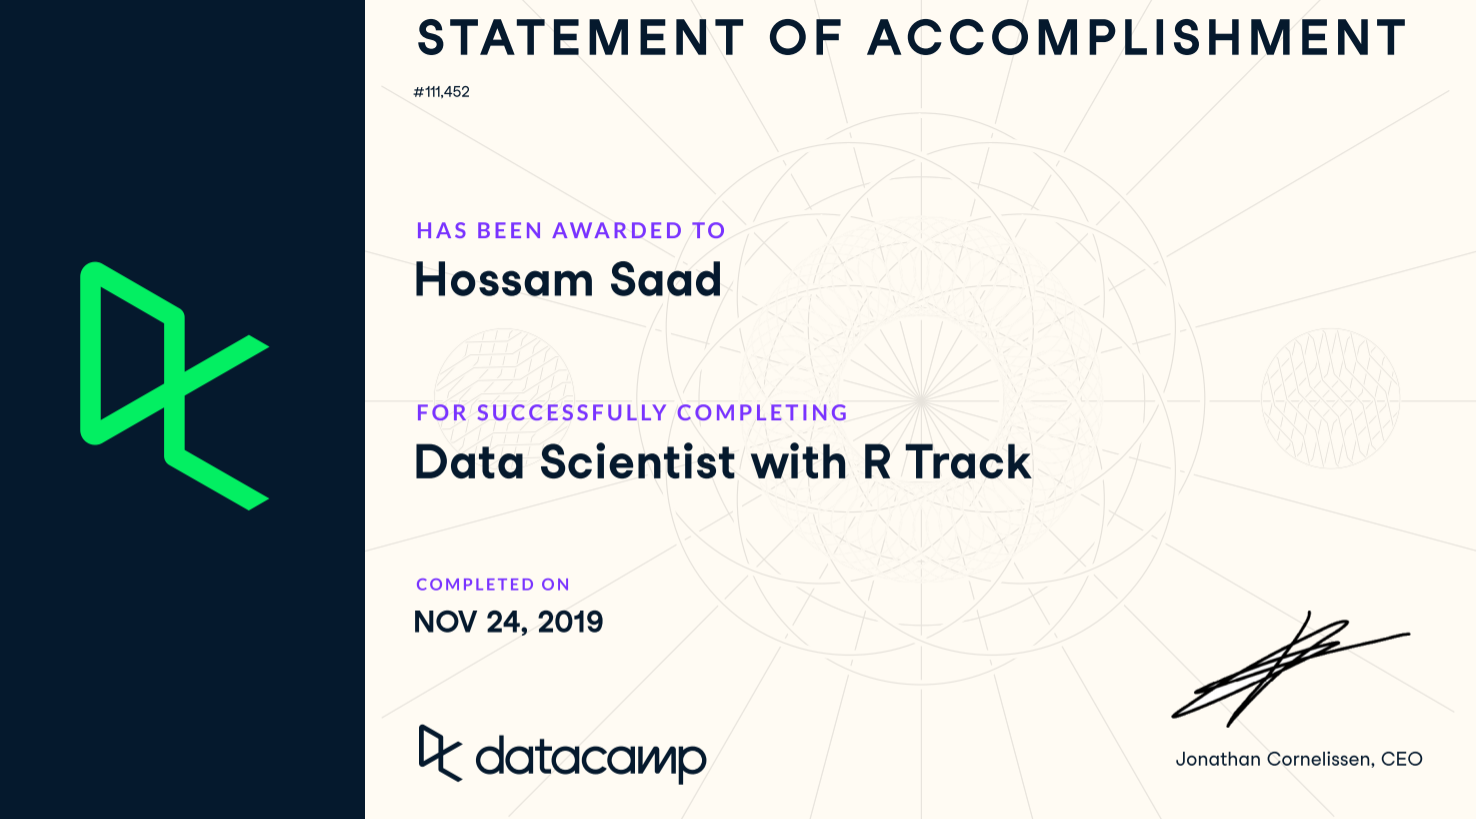 STATEMENT OF ACCOMPLISHMENT
#111,452
HAS BEEN AWARDED TO
Hossam Saad
FOR SUCCESSFULLY COMPLETING
Data Scientist with R Track
COMPLETED ON
NOV 24, 2019
datacamp
Jonathan Cornelissen, CEO